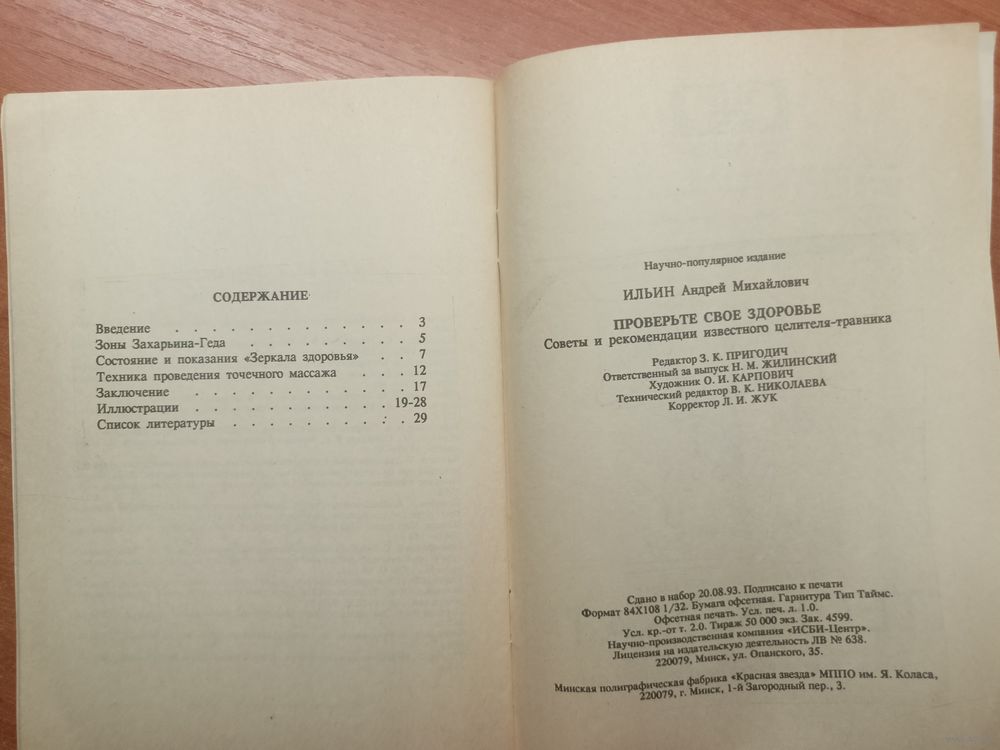 СОДЕРЖАНИЕ
Введение . . . . . . . . . . . . . 3
Зоны Захарьина-Геда . . . . . . . . . 5
Состояние и показания «Зеркала здоровья» . . 7
Техника проведения точечного массажа . . . 12
Заключение . . . . . . . . . . . . 17
Иллюстрации . . . . . . . . . . . 19-28
Список литературы . . . . . . . . . . 29
Научно-популярное издание
ИЛЬИН Андрей Михайлович
ПРОВЕРЬТЕ СВОЕ ЗДОРОВЬЕ
Советы и рекомендации известного целителя-травника
Редактор З. К. ПРИГОДИЧ
Ответственный за выпуск Н. М. ЖИЛИНСКИЙ
Художник О. И. КАРПОВИЧ
Технический редактор В. К. НИКОЛАЕВА
Корректор Л. И. ЖУК
Сдано в набор 20.08.93. Подписано к печати
Формат 84Х108 1/32. Бумага офсетная. Гарнитура Тип Таймс.
Офсетная печать. Усл. печ. л. 1.0.
Усл. кр.-от т. 2.0. Тираж 50 000 экз. Зак. 4599.
Научно-производственная компания «ИСБИ-Центр».
Лицензия на издательскую деятельность ЛВ № 638.
220079, Минск, ул. Опанского, 35.
Минская полиграфическая фабрика «Красная звезда» МППО им. Я. Коласа,
220079, г. Минск, 1-й Загородный пер., 3.